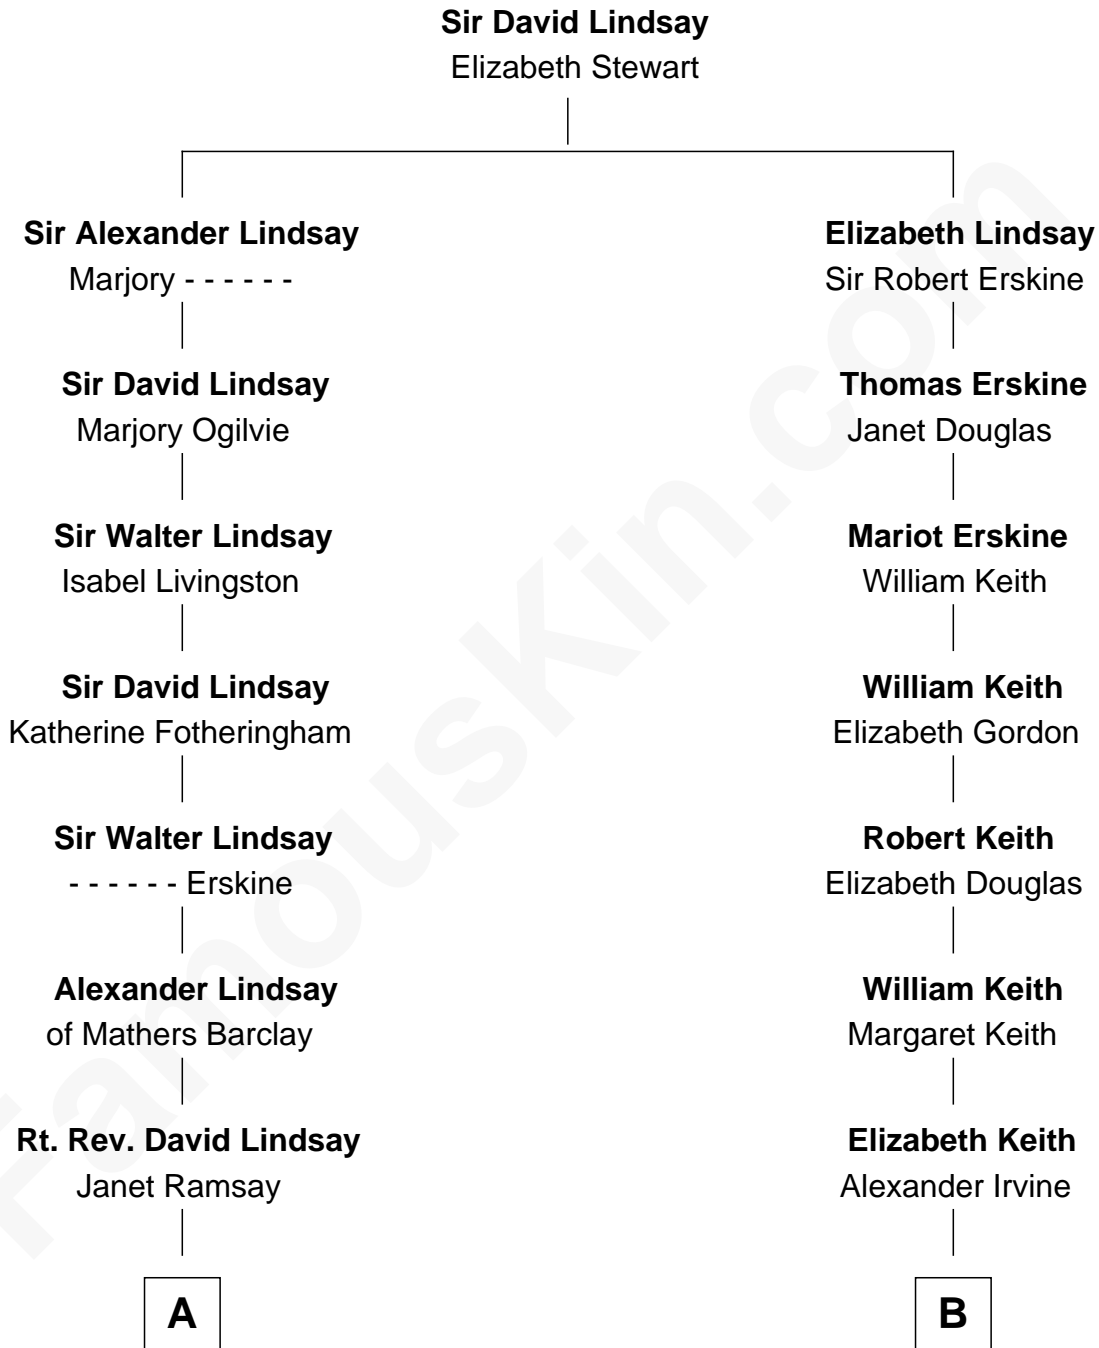 Sir David Lindsay
Elizabeth Stewart
Sir Alexander Lindsay
Marjory - - - - - -
Sir David Lindsay
Marjory Ogilvie
Sir Walter Lindsay
Isabel Livingston
Sir David Lindsay
Katherine Fotheringham
Sir Walter Lindsay
- - - - - - Erskine
Alexander Lindsay
of Mathers Barclay
Rt. Rev. David Lindsay
Janet Ramsay
A
Elizabeth Lindsay
Sir Robert Erskine
Thomas Erskine
Janet Douglas
Mariot Erskine
William Keith
William Keith
Elizabeth Gordon
Robert Keith
Elizabeth Douglas
William Keith
Margaret Keith
Elizabeth Keith
Alexander Irvine
B
FamousKin.com